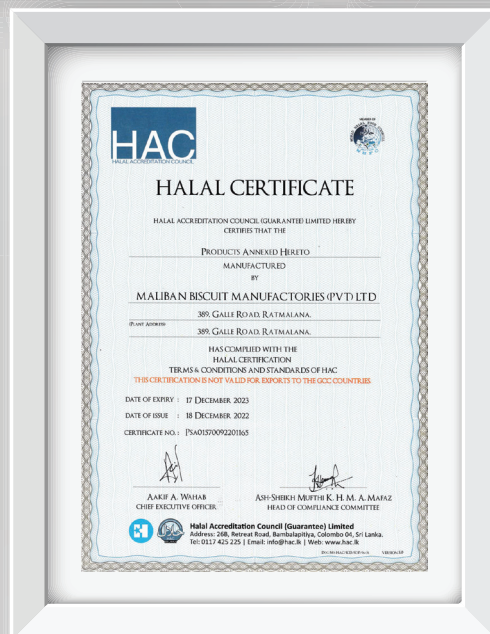 HAC
HALAL ACCREDITATION COUNCIL
HALAL CERTIFICATE
HALAL ACCREDITATION COUNCIL (GUARANTEE) LIMITED HEREBY
CERTIFIES THAT THE
PRODUCTS ANNEXED HERETO
MANUFACTURED
BY
MALIBAN BISCUIT MANUFACTORIES (PVT) LTD
389, GALLE ROAD, RATMALANA.
(PLANT ADDRESS)
389, GALLE ROAD, RATMALANA.
HAS COMPLIED WITH THE
HALAL CERTIFICATION
TERMS & CONDITIONS AND STANDARDS OF HAC
THIS CERTIFICATION IS NOT VALID FOR EXPORTS TO THE GCC COUNTRIES.
DATE OF EXPIRY : 17 DECEMBER 2023
DATE OF ISSUE : 18 DECEMBER 2022
CERTIFICATE NO. : PSA01570092201165
AAKIF A. WAHAB
CHIEF EXECUTIVE OFFICER
ASH-SHEIKH MUFTHI K. H. M. A. MAFAZ
HEAD OF COMPLIANCE COMMITTEE
Halal Accreditation Council (Guarantee) Limited
Address: 26B, Retreat Road, Bambalapitiya, Colombo 04, Sri Lanka.
Tel: 0117 425 225 | Email: info@hac.lk | Web: www.hac.lk